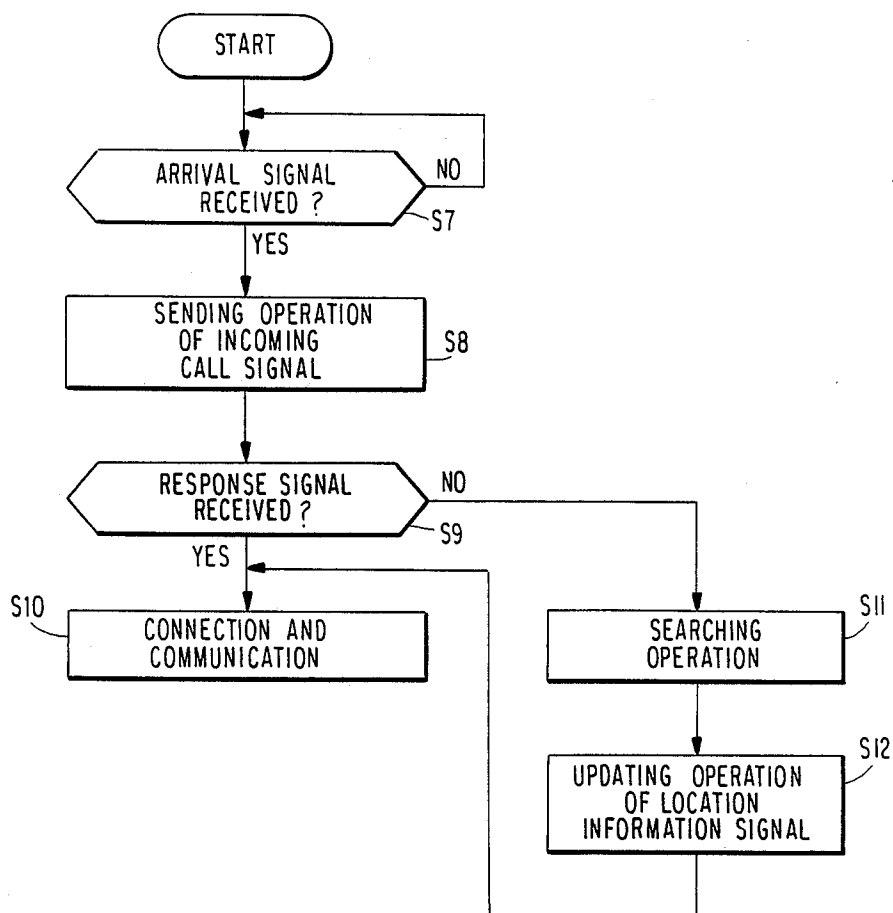 START
ARRIVAL SIGNAL
RECEIVED ?
NO
S7
YES
SENDING OPERATION
OF INCOMING
CALL SIGNAL
S8
RESPONSE SIGNAL
RECEIVED ?
NO
S9
YES
S10
CONNECTION AND
COMMUNICATION
S11
SEARCHING
OPERATION
S12
UPDATING OPERATION
OF LOCATION
INFORMATION SIGNAL